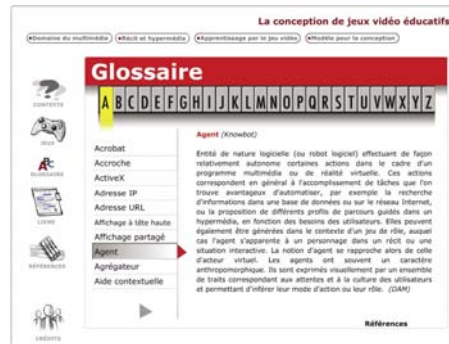 La conception de jeux vidéo éducatifs
Domaine du multimédia Récit et hypermédia Apprentissage par le jeu vidéo Modèle pour la conception
Glossaire
A B C D E F G H I J K L M N O P Q R S T U V W X Y Z
CONTEXTE
JEUX
GLOSSAIRE
LIENS
RÉFÉRENCES
CRÉDITS
Acrobat
Accroche
ActiveX
Adresse IP
Adresse URL
Affichage à tête haute
Affichage partagé
Agent
Agrégateur
Aide contextuelle
Agent (Knowbot)
Entité de nature logicielle (ou robot logiciel) effectuant de façon
relativement autonome certaines actions dans le cadre d'un
programme multimédia ou de réalité virtuelle. Ces actions
correspondent en général à l'accomplissement de tâches que l'on
trouve avantageux d'automatiser, par exemple la recherche
d'informations dans une base de données ou sur le réseau Internet,
ou la proposition de différents profils de parcours guidés dans un
hypermédia, en fonction des besoins des utilisateurs. Elles peuvent
également être générées dans le contexte d'un jeu de rôle, auquel
cas l'agent s'apparente à un personnage dans un récit ou une
situation interactive. La notion d'agent se rapproche alors de celle
d'acteur virtuel. Les agents ont souvent un caractère
anthropomorphique. Ils sont exprimés visuellement par un ensemble
de traits correspondant aux attentes et à la culture des utilisateurs
et permettant d'inférer leur mode d'action ou leur rôle. (DAM)
Références